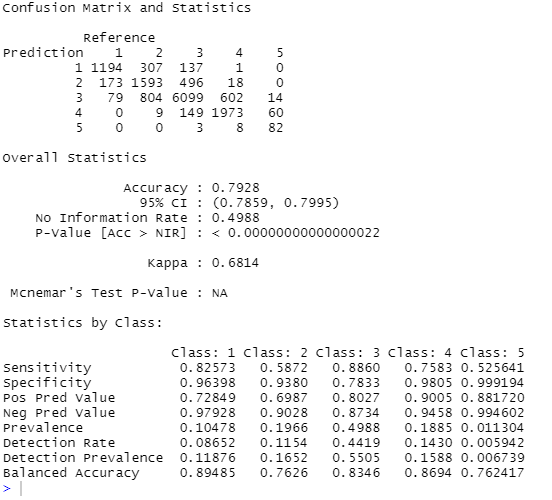 Confusion Matrix and Statistics
Reference
Prediction 1 2 3 4 5
1 1194 307 137 1 0
2 173 1593 496 18 0
3 79 804 6099 602 14
4 0 9 149 1973 60
5 0 0 3 8 82
Overall Statistics
Accuracy : 0.7928
95% CI : (0.7859, 0.7995)
No Information Rate : 0.4988
P-Value [Acc > NIR] : < 0.00000000000000022
Kappa : 0.6814
Mcnemar's Test P-Value : NA
Statistics by Class:
Class: 1 Class: 2 Class: 3 Class: 4 Class: 5
Sensitivity 0.82573 0.5872 0.8860 0.7583 0.525641
Specificity 0.96398 0.9380 0.7833 0.9805 0.999194
Pos Pred Value 0.72849 0.6987 0.8027 0.9005 0.881720
Neg Pred Value 0.97928 0.9028 0.8734 0.9458 0.994602
Prevalence 0.10478 0.1966 0.4988 0.1885 0.011304
Detection Rate 0.08652 0.1154 0.4419 0.1430 0.005942
Detection Prevalence 0.11876 0.1652 0.5505 0.1588 0.006739
Balanced Accuracy 0.89485 0.7626 0.8346 0.8694 0.762417
>